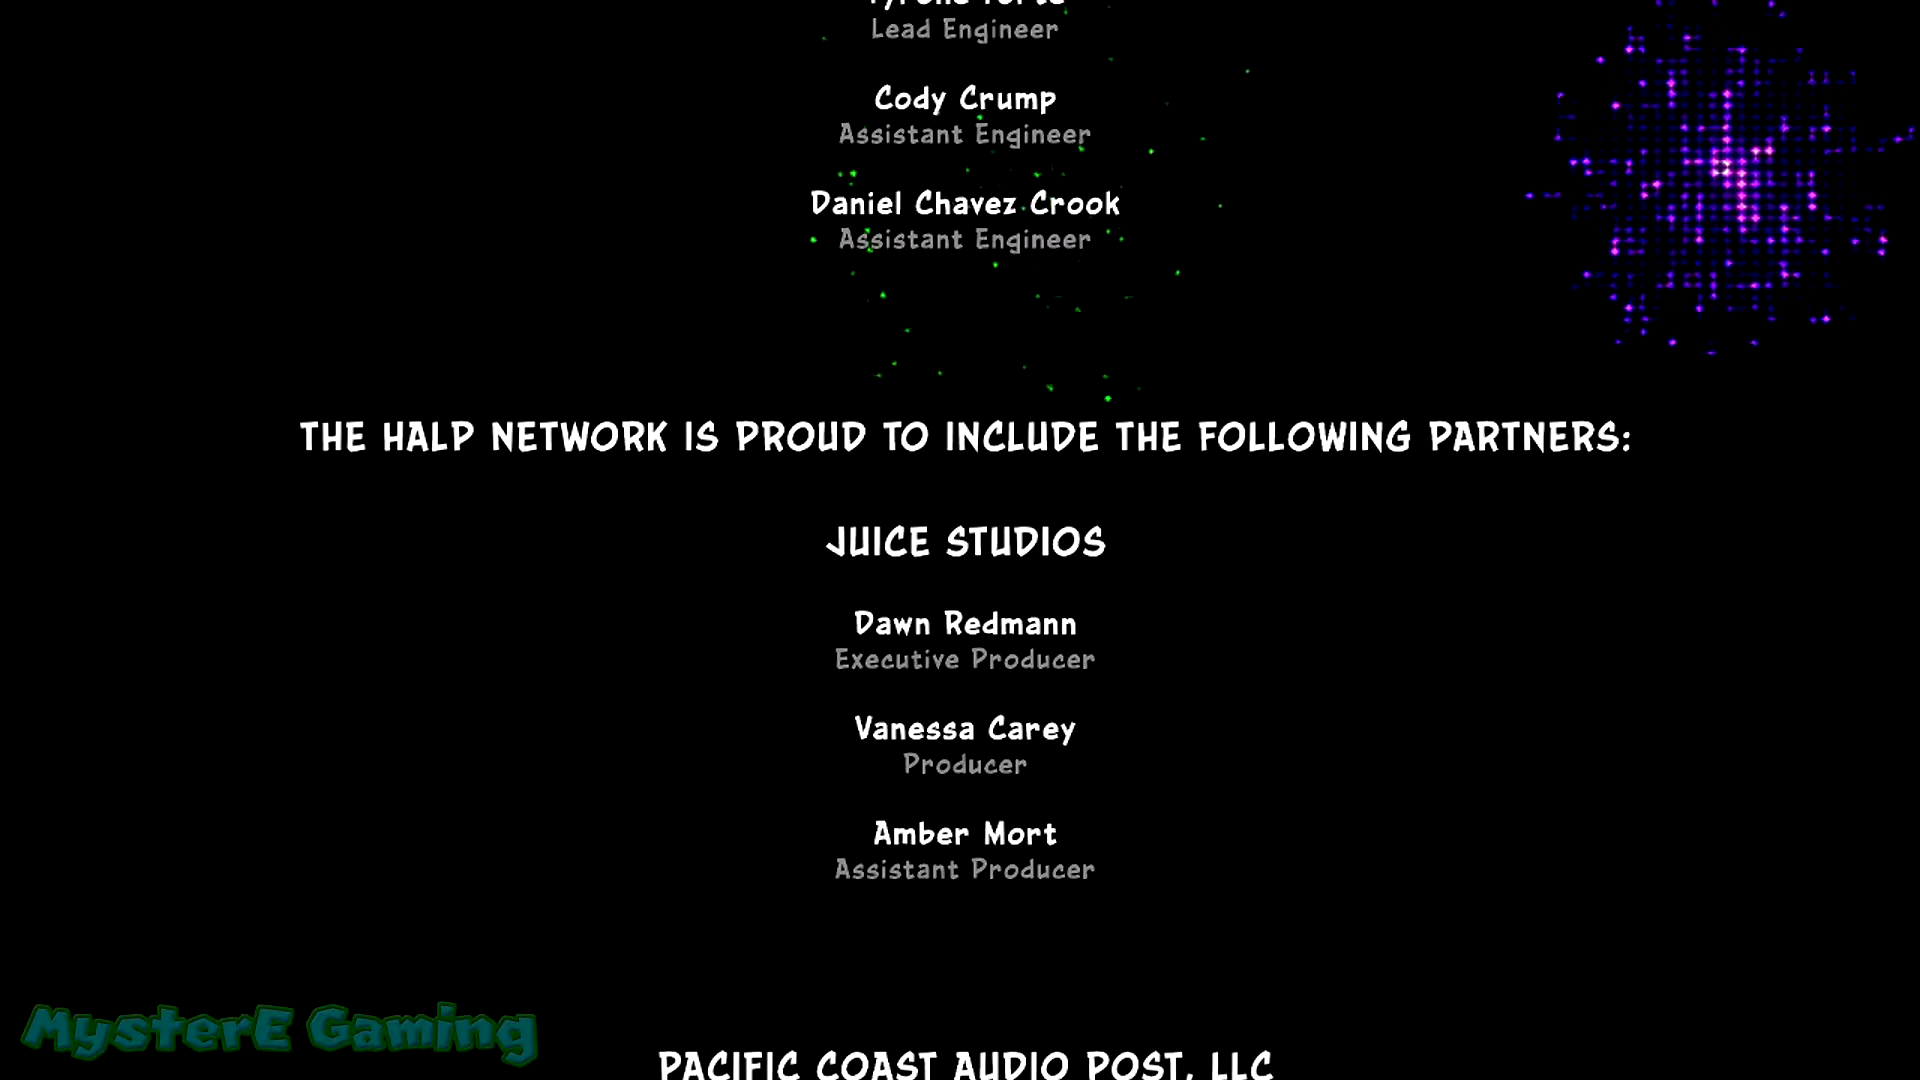 Lead Engineer
Cody Crump
Assistant Engineer
Daniel Chavez Crook
Assistant Engineer
THE HALP NETWORK IS PROUD TO INCLUDE THE FOLLOWING PARTNERS:
JUICE STUDIOS
Dawn Redmann
Executive Producer
Vanessa Carey
Producer
Amber Mort
Assistant Producer
MysterE Gaming
PACIFIC COAST AUDIO POST, LLC